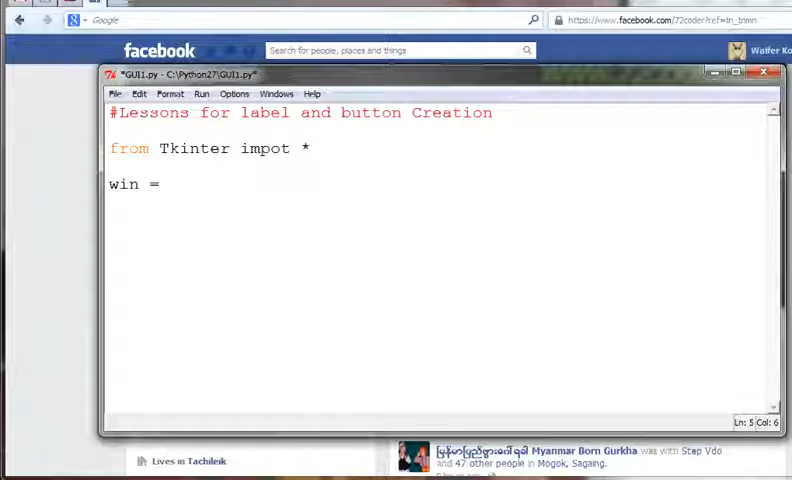 Google
https://www.facebook.com/72coder?ref=tn_tnmn
facebook
Search for people, places and things
Waifer Ko
*GUI1.py - C:\Python27\GUI1.py*
File Edit Format Run Options Windows Help
#Lessons for label and button Creation
from Tkinter impot *
win =
Ln: 5 Col: 6
Lives in Tachileik
Myanmar Born Gurkha was with Step Vdo
and 47 other people in Mogok, Sagaing.